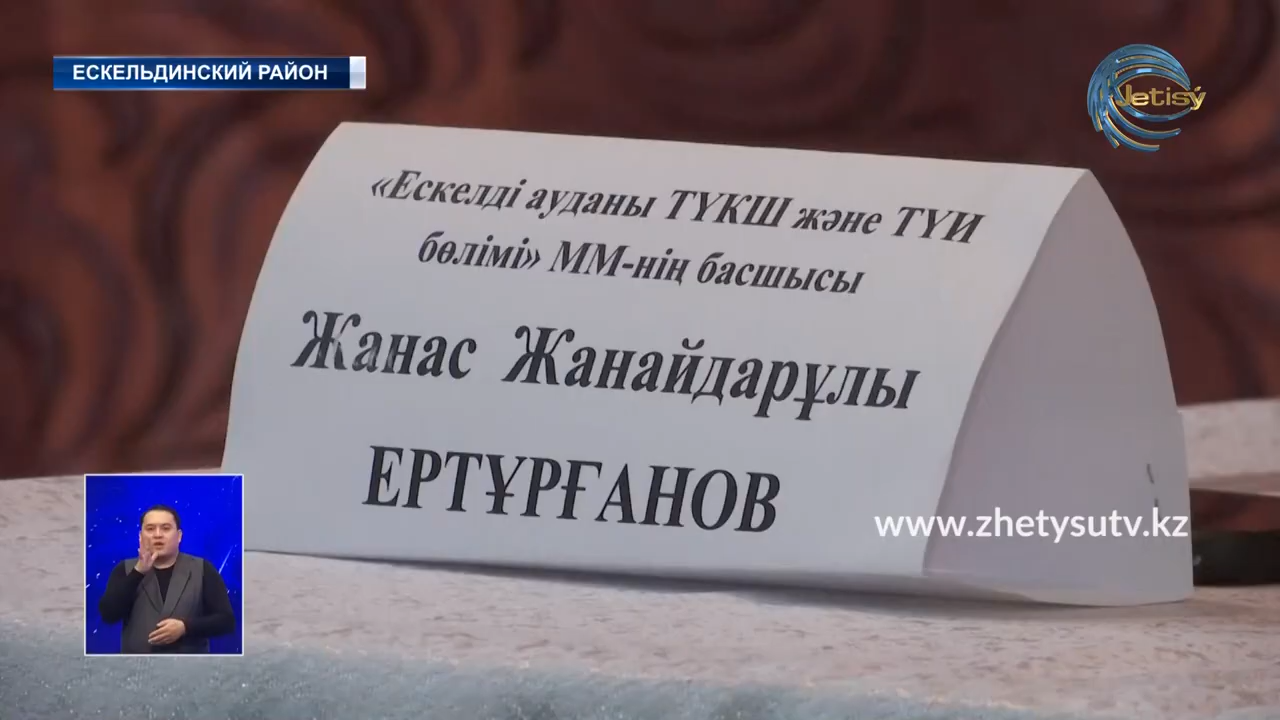 ЕСКЕЛЬДИНСКИЙ РАЙОН
Jetisý
«Ескелді ауданы ТҮКШ және ТҮИ
бөлімі» ММ-нің басшысы
Жанас Жанайдарұлы
ЕРТҰРҒАНОВ
www.zhetysutv.kz